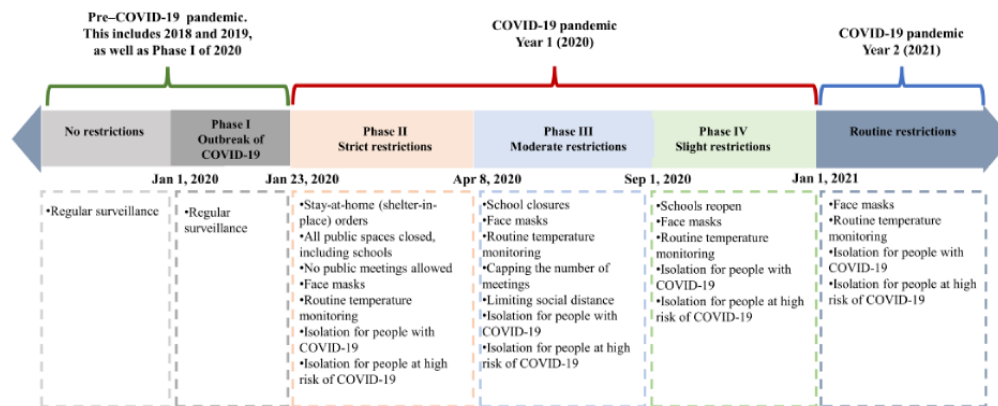 Pre–COVID-19 pandemic.
This includes 2018 and 2019,
as well as Phase I of 2020
COVID-19 pandemic
Year 1 (2020)
COVID-19 pandemic
Year 2 (2021)
No restrictions
Phase I
Outbreak of
COVID-19
Phase II
Strict restrictions
Phase III
Moderate restrictions
Phase IV
Slight restrictions
Routine restrictions
Jan 1, 2020
Jan 23, 2020
Apr 8, 2020
Sep 1, 2020
Jan 1, 2021
•Regular surveillance
•Regular
surveillance
•Stay-at-home (shelter-in-
place) orders
•All public spaces closed,
including schools
•No public meetings allowed
•Face masks
•Routine temperature
monitoring
•Isolation for people with
COVID-19
•Isolation for people at high
risk of COVID-19
•School closures
•Face masks
•Routine temperature
monitoring
•Capping the number of
meetings
•Limiting social distance
•Isolation for people with
COVID-19
•Isolation for people at high
risk of COVID-19
•Schools reopen
•Face masks
•Routine temperature
monitoring
•Isolation for people with
COVID-19
•Isolation for people at high
risk of COVID-19
•Face masks
•Routine temperature
monitoring
•Isolation for people with
COVID-19
•Isolation for people at high
risk of COVID-19